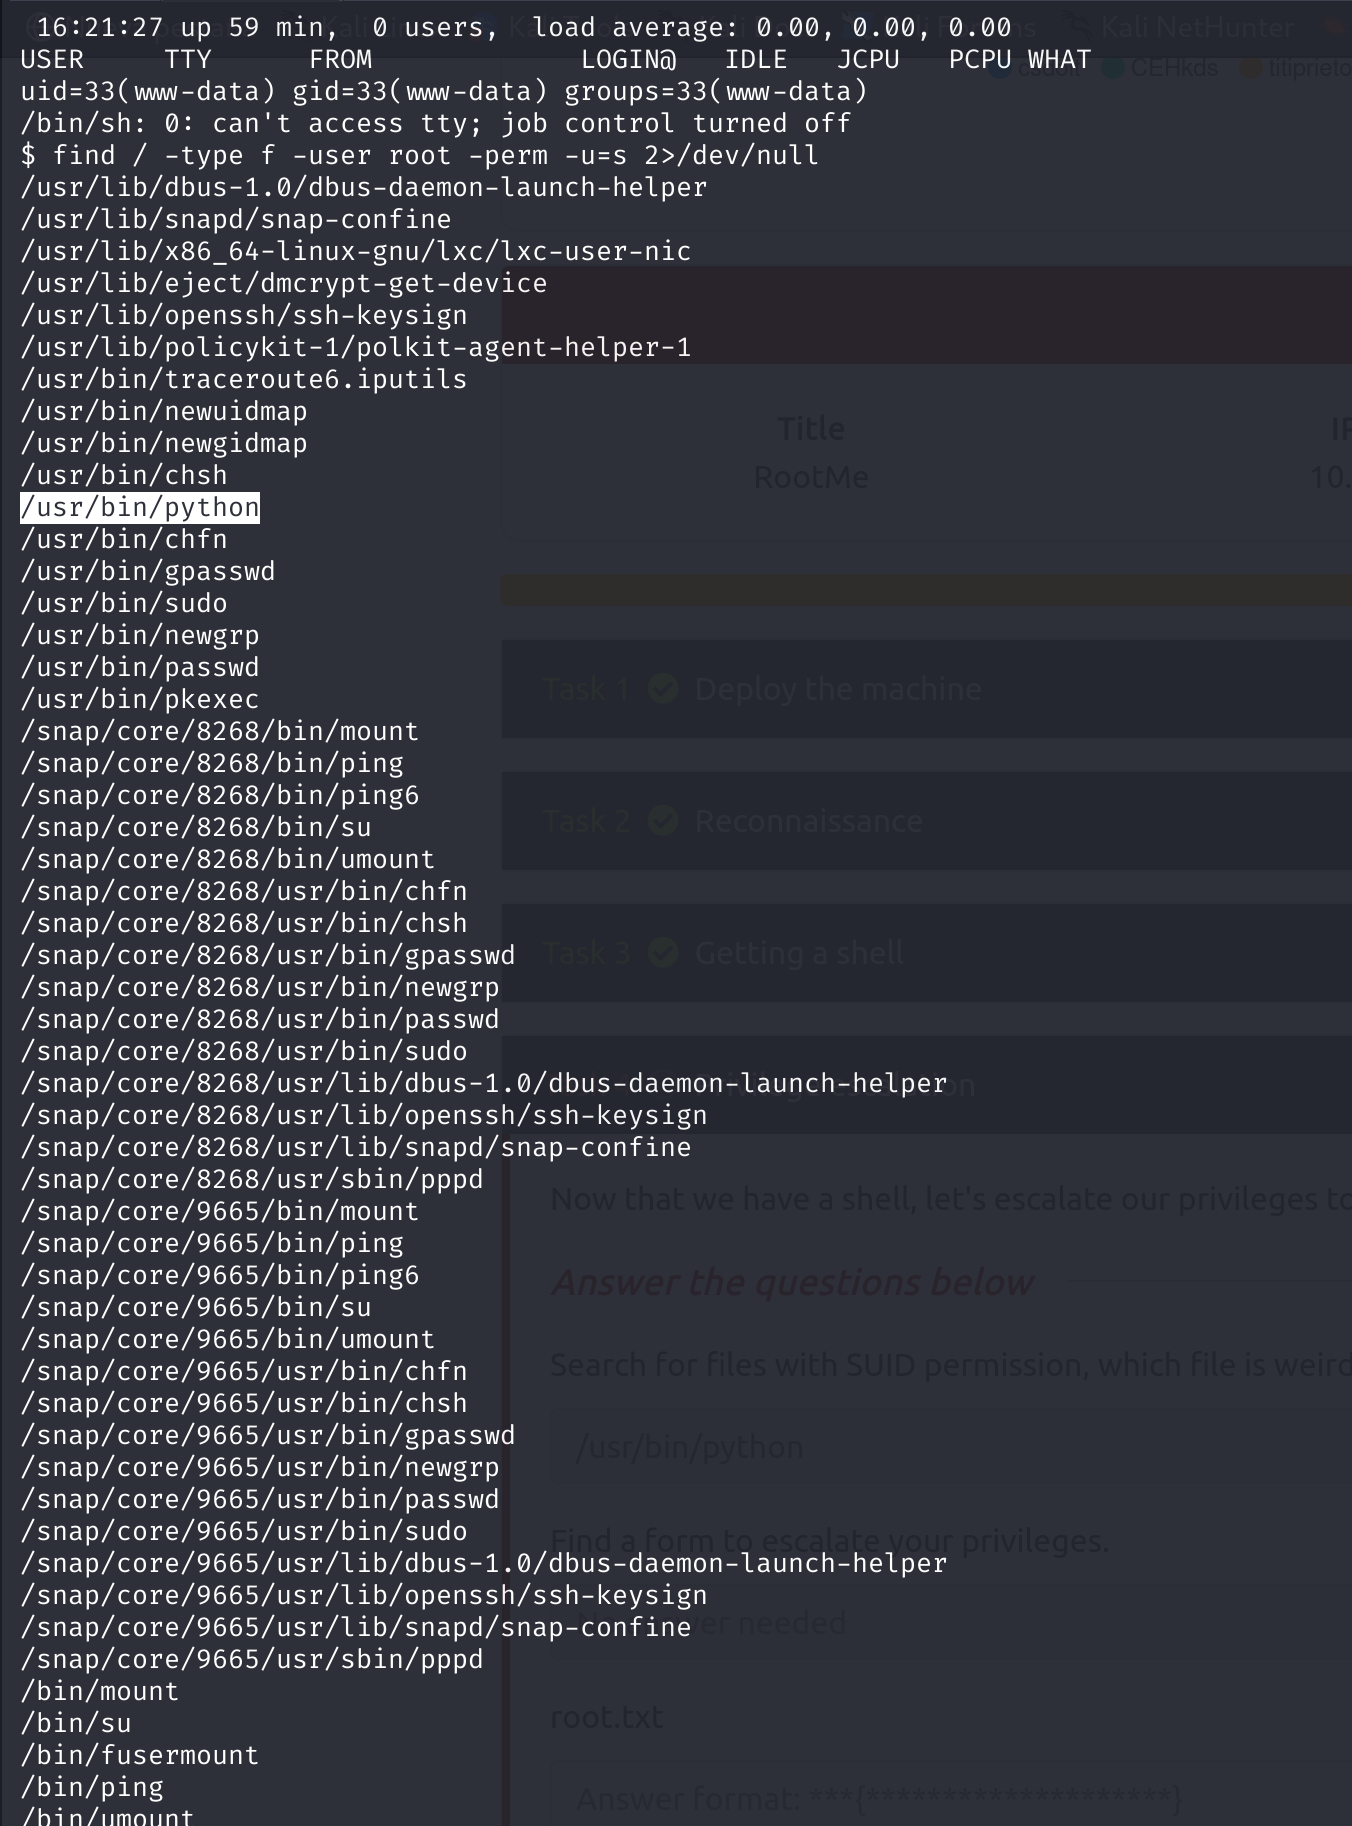 16:21:27 up 59 min,  0 users,  load average: 0.00, 0.00, 0.00
Kali NetHunter
USER     TTY      FROM             LOGIN@   IDLE   JCPU   PCPU WHAT
CEHkds
uid=33(www-data) gid=33(www-data) groups=33(www-data)
/bin/sh: 0: can't access tty; job control turned off
$ find / -type f -user root -perm -u=s 2>/dev/null
/usr/lib/dbus-1.0/dbus-daemon-launch-helper
/usr/lib/snapd/snap-confine
/usr/lib/x86_64-linux-gnu/lxc/lxc-user-nic
/usr/lib/eject/dmcrypt-get-device
/usr/lib/openssh/ssh-keysign
/usr/lib/policykit-1/polkit-agent-helper-1
/usr/bin/traceroute6.iputils
/usr/bin/newuidmap
/usr/bin/newgidmap
/usr/bin/chsh
/usr/bin/python
/usr/bin/chfn
/usr/bin/gpasswd
/usr/bin/sudo
/usr/bin/newgrp
/usr/bin/passwd
/usr/bin/pkexec
/snap/core/8268/bin/mount
/snap/core/8268/bin/ping
/snap/core/8268/bin/ping6
/snap/core/8268/bin/su
/snap/core/8268/bin/umount
/snap/core/8268/usr/bin/chfn
/snap/core/8268/usr/bin/chsh
/snap/core/8268/usr/bin/gpasswd
/snap/core/8268/usr/bin/newgrp
/snap/core/8268/usr/bin/passwd
/snap/core/8268/usr/bin/sudo
/snap/core/8268/usr/lib/dbus-1.0/dbus-daemon-launch-helper
/snap/core/8268/usr/lib/openssh/ssh-keysign
/snap/core/8268/usr/lib/snapd/snap-confine
/snap/core/8268/usr/sbin/pppd
/snap/core/9665/bin/mount
/snap/core/9665/bin/ping
/snap/core/9665/bin/ping6
/snap/core/9665/bin/su
/snap/core/9665/bin/umount
/snap/core/9665/usr/bin/chfn
/snap/core/9665/usr/bin/chsh
/snap/core/9665/usr/bin/gpasswd
/snap/core/9665/usr/bin/newgrp
/snap/core/9665/usr/bin/passwd
/snap/core/9665/usr/bin/sudo
/snap/core/9665/usr/lib/dbus-1.0/dbus-daemon-launch-helper
/snap/core/9665/usr/lib/openssh/ssh-keysign
/snap/core/9665/usr/lib/snapd/snap-confine
/snap/core/9665/usr/sbin/pppd
/bin/mount
/bin/su
/bin/fusermount
/bin/ping
/bin/umount
Title
RootMe
10.
Task 1 Deploy the machine
Task 2 Reconnaissance
Task 3 Getting a shell
Now that we have a shell, let's escalate our privileges to
Answer the questions below
Search for files with SUID permission, which file is weird
/usr/bin/python
Find a form to escalate your privileges.
needed
root.txt
Answer format: ***{********************}